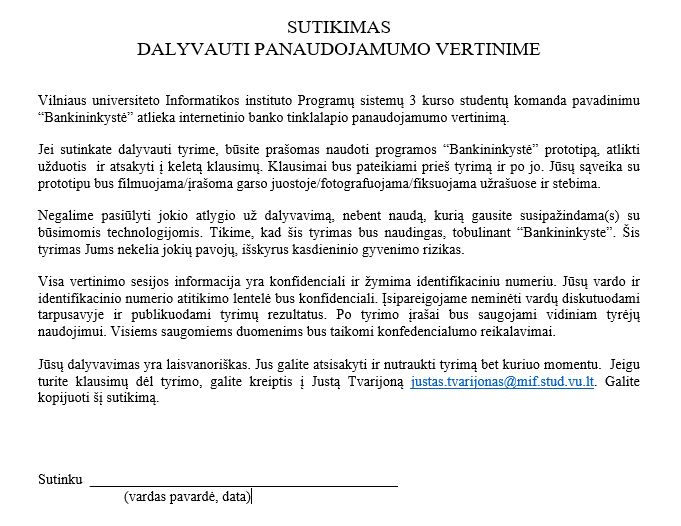 SUTIKIMAS
DALYVAUTI PANAUDOJAMUMO VERTINIME
Vilniaus universiteto Informatikos instituto Programų sistemų 3 kurso studentų komanda pavadinimu
“Bankininkystė” atlieka internetinio banko tinklalapio panaudojamumo vertinimą.
Jei sutinkate dalyvauti tyrime, būsite prašomas naudoti programos “Bankininkystė” prototipą, atlikti
užduotis ir atsakyti į keletą klausimų. Klausimai bus pateikiami prieš tyrimą ir po jo. Jūsų sąveika su
prototipu bus filmuojama/įrašoma garso juostoje/fotografuojama/fiksuojama užrašuose ir stebima.
Negalime pasiūlyti jokio atlygio už dalyvavimą, nebent naudą, kurią gausite susipažindama(s) su
būsimomis technologijomis. Tikime, kad šis tyrimas bus naudingas, tobulinant “Bankininkyste”. Šis
tyrimas Jums nekelia jokių pavojų, išskyrus kasdieninio gyvenimo rizikas.
Visa vertinimo sesijos informacija yra konfidenciali ir žymima identifikaciniu numeriu. Jūsų vardo ir
identifikacinio numerio atitikimo lentelė bus konfidenciali. Įsipareigojame neminėti vardų diskutuodami
tarpusavyje ir publikuodami tyrimų rezultatus. Po tyrimo įrašai bus saugojami vidiniam tyrėjų
naudojimui. Visiems saugomiems duomenims bus taikomi konfedencialumo reikalavimai.
Jūsų dalyvavimas yra laisvanoriškas. Jus galite atsisakyti ir nutraukti tyrimą bet kuriuo momentu. Jeigu
turite klausimų dėl tyrimo, galite kreiptis į Justą Tvarijoną justas.tvarijonas@mif.stud.vu.lt. Galite
kopijuoti šį sutikimą.
Sutinku ____________________________________________
(vardas pavardė, data)